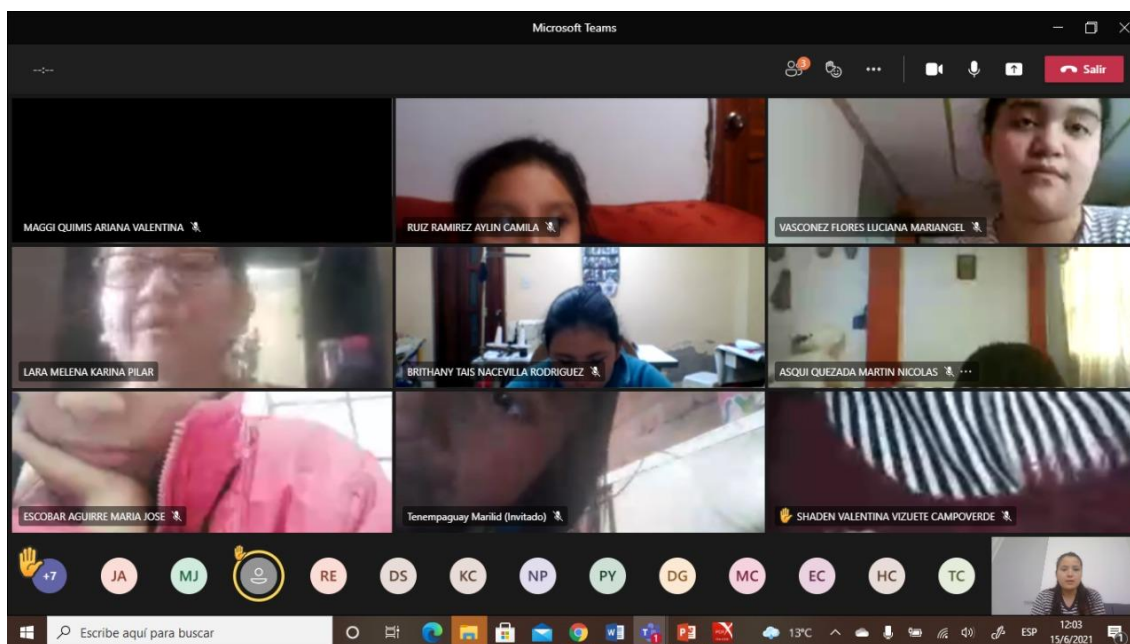 Microsoft Teams
--:--
3
Salir
MAGGI QUIMIS ARIANA VALENTINA
RUIZ RAMIREZ AYLIN CAMILA
VASCONEZ FLORES LUCIANA MARIANGEL
LARA MELENA KARINA PILAR
BRITHANY TAIS NACEVILLA RODRIGUEZ
ASQUI QUEZADA MARTIN NICOLAS
ESCOBAR AGUIRRE MARIA JOSE
Tenempaguay Marilid (Invitado)
SHADEN VALENTINA VIZUETE CAMPOVERDE
+7
JA
MJ
RE
DS
KC
NP
PY
DG
MC
EC
HC
TC
Escribe aquí para buscar
13°C
ESP
12:03
15/6/2021